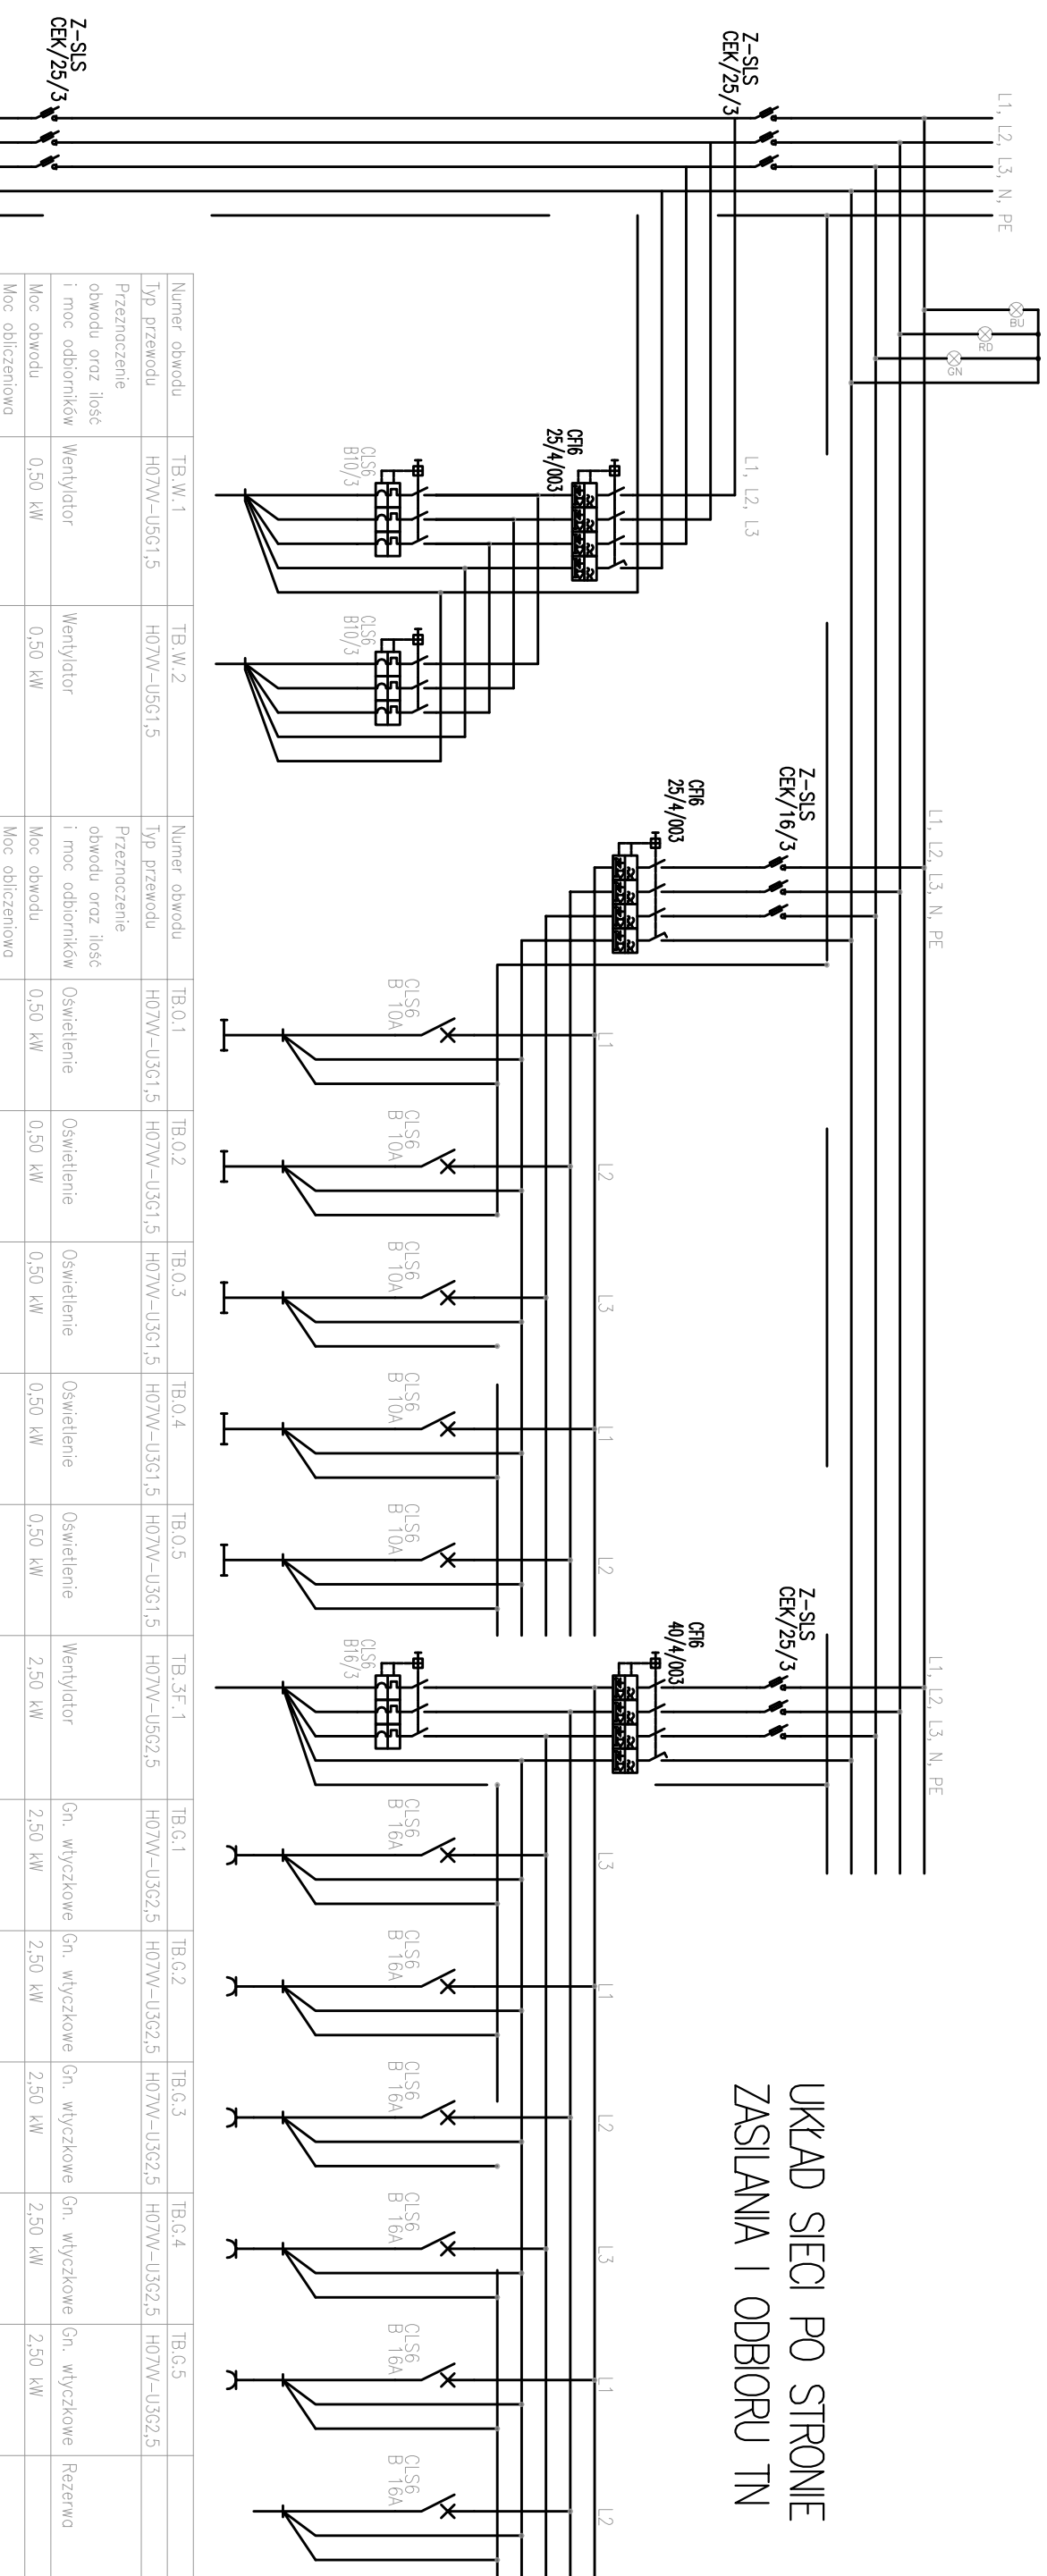 L1, L2, L3, N, PE
BU
RD
GN
Z-SLS
CEK/25/3
Z-SLS
CEK/25/3
L1, L2, L3
L1, L2, L3, N, PE
L1, L2, L3, N, PE
UKŁAD SIECI PO STRONIE
ZASILANIA I ODBIORU TN
Z-SLS
CEK/16/3
Z-SLS
CEK/25/3
CFI6
25/4/003
CFI6
25/4/003
CFI6
40/4/003
L1
L2
L3
L1
L2
L3
L1
L2
L3
L1
L2
CLS6
B10/3
CLS6
B10/3
CLS6
B 10A
CLS6
B 10A
CLS6
B 10A
CLS6
B 10A
CLS6
B 10A
CLS6
B16/3
CLS6
B 16A
CLS6
B 16A
CLS6
B 16A
CLS6
B 16A
CLS6
B 16A
CLS6
B 16A
Numer obwodu TB.W.1 TB.W.2 Numer obwodu TB.O.1 TB.O.2 TB.O.3 TB.O.4 TB.O.5 TB.3F.1 TB.G.1 TB.G.2 TB.G.3 TB.G.4 TB.G.5
Typ przewodu H07VV-U5G1,5 H07VV-U5G1,5 Typ przewodu H07VV-U3G1,5 H07VV-U3G1,5 H07VV-U3G1,5 H07VV-U3G1,5 H07VV-U3G1,5 H07VV-U5G2,5 H07VV-U3G2,5 H07VV-U3G2,5 H07VV-U3G2,5 H07VV-U3G2,5 H07VV-U3G2,5
Przeznaczenie Przeznaczenie
obwodu oraz ilość obwodu oraz ilość
i moc odbiorników Wentylator Wentylator i moc odbiorników Oświetlenie Oświetlenie Oświetlenie Oświetlenie Oświetlenie Wentylator Gn. wtyczkowe Gn. wtyczkowe Gn. wtyczkowe Gn. wtyczkowe Gn. wtyczkowe Rezerwa
Moc obwodu 0,50 kW 0,50 kW Moc obwodu 0,50 kW 0,50 kW 0,50 kW 0,50 kW 0,50 kW 2,50 kW 2,50 kW 2,50 kW 2,50 kW 2,50 kW 2,50 kW
Moc obliczeniowa Moc obliczeniowa